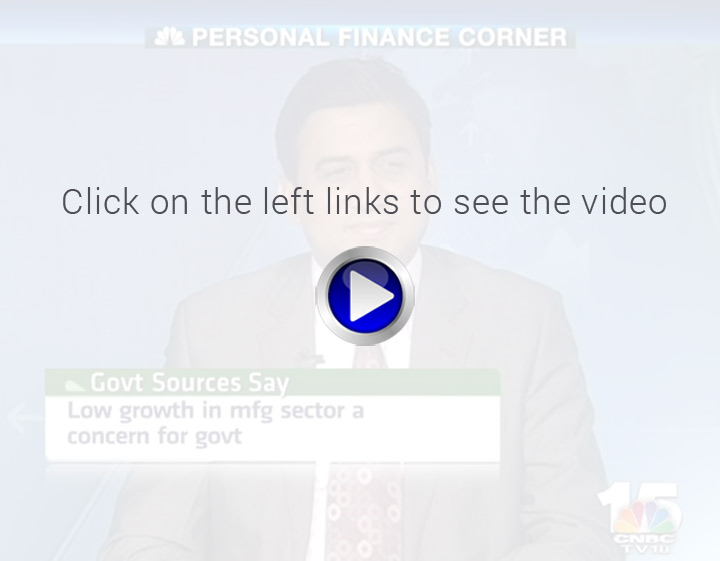 PERSONAL FINANCE CORNER
Click on the left links to see the video
Govt Sources Say
Low growth in mfg sector a
concern for govt
15
CNBC
TV18